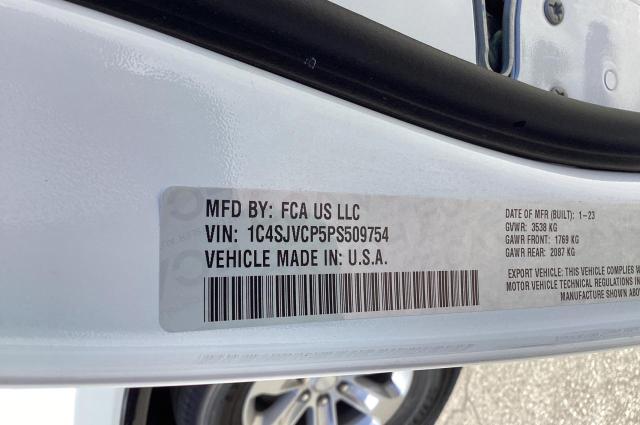 MFD BY: FCA US LLC
VIN: 1C4SJVCP5PS509754
VEHICLE MADE IN: U.S.A.
DATE OF MFR (BUILT): 1-23
GVWR: 3538 KG
GAWR FRONT: 1769 KG
GAWR REAR: 2087 KG
EXPORT VEHICLE: THIS VEHICLE COMPLIES
MOTOR VEHICLE TECHNICAL REGULATIONS IN
MANUFACTURE SHOWN ABOVE